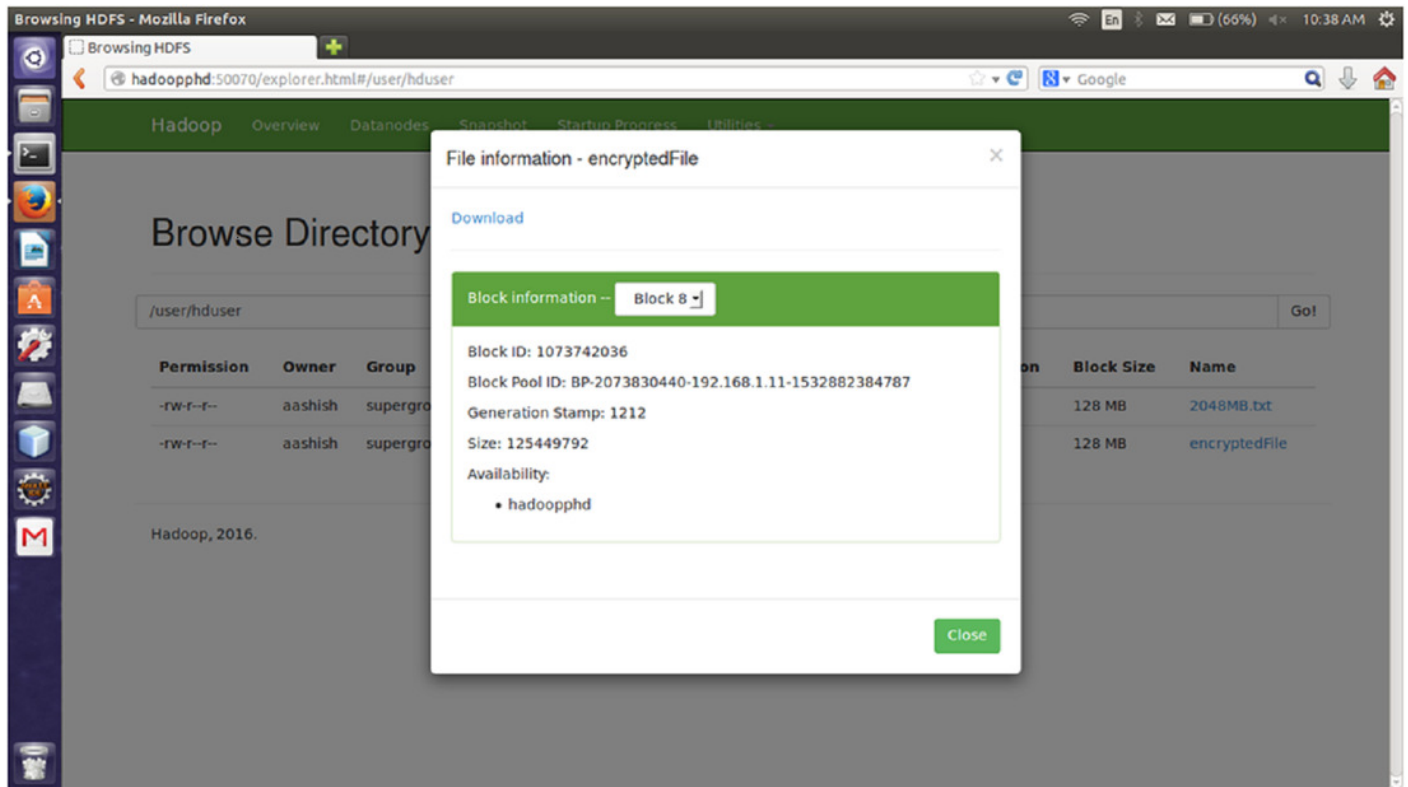 Browsing HDFS - Mozilla Firefox
En (66%) 10:38 AM
Browsing HDFS
hadoopphd:50070/explorer.html#/user/hduser
Google
Hadoop Overview Datanodes Snapshot Startup Progress Utilities
File information - encryptedFile ×
Download
Browse Directory
Block information -- Block 8
/user/hduser Go!
Block ID: 1073742036
Permission Owner Group on Block Size Name
Block Pool ID: BP-2073830440-192.168.1.11-1532882384787
-rw-r--r-- aashish supergro 128 MB 2048MB.txt
Generation Stamp: 1212
-rw-r--r-- aashish supergro 128 MB encryptedFile
Size: 125449792
Availability:
• hadoopphd
Hadoop, 2016.
Close